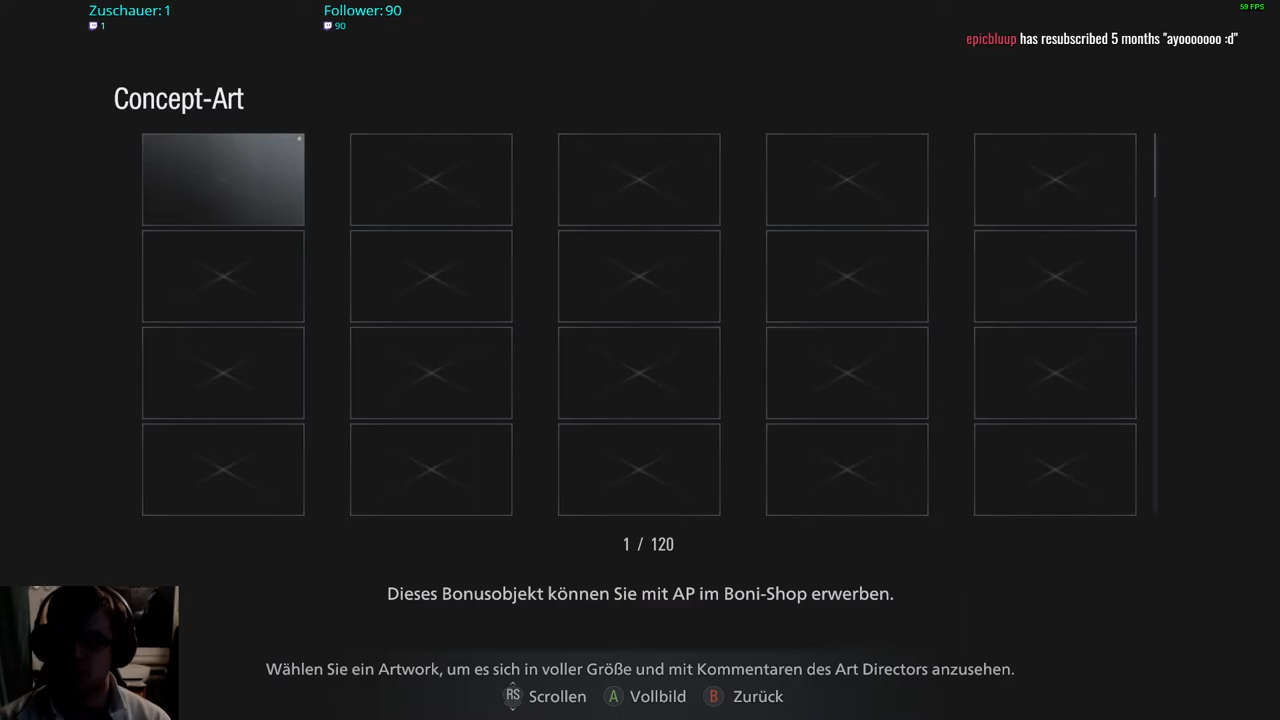 Zuschauer: 1
Follower: 90
59 FPS
1
90
epicbluup has resubscribed 5 months "ayooooooo :d"
Concept-Art
1 / 120
Dieses Bonusobjekt können Sie mit AP im Boni-Shop erwerben.
Wählen Sie ein Artwork, um es sich in voller Größe und mit Kommentaren des Art Directors anzusehen.
RS Scrollen A Vollbild B Zurück